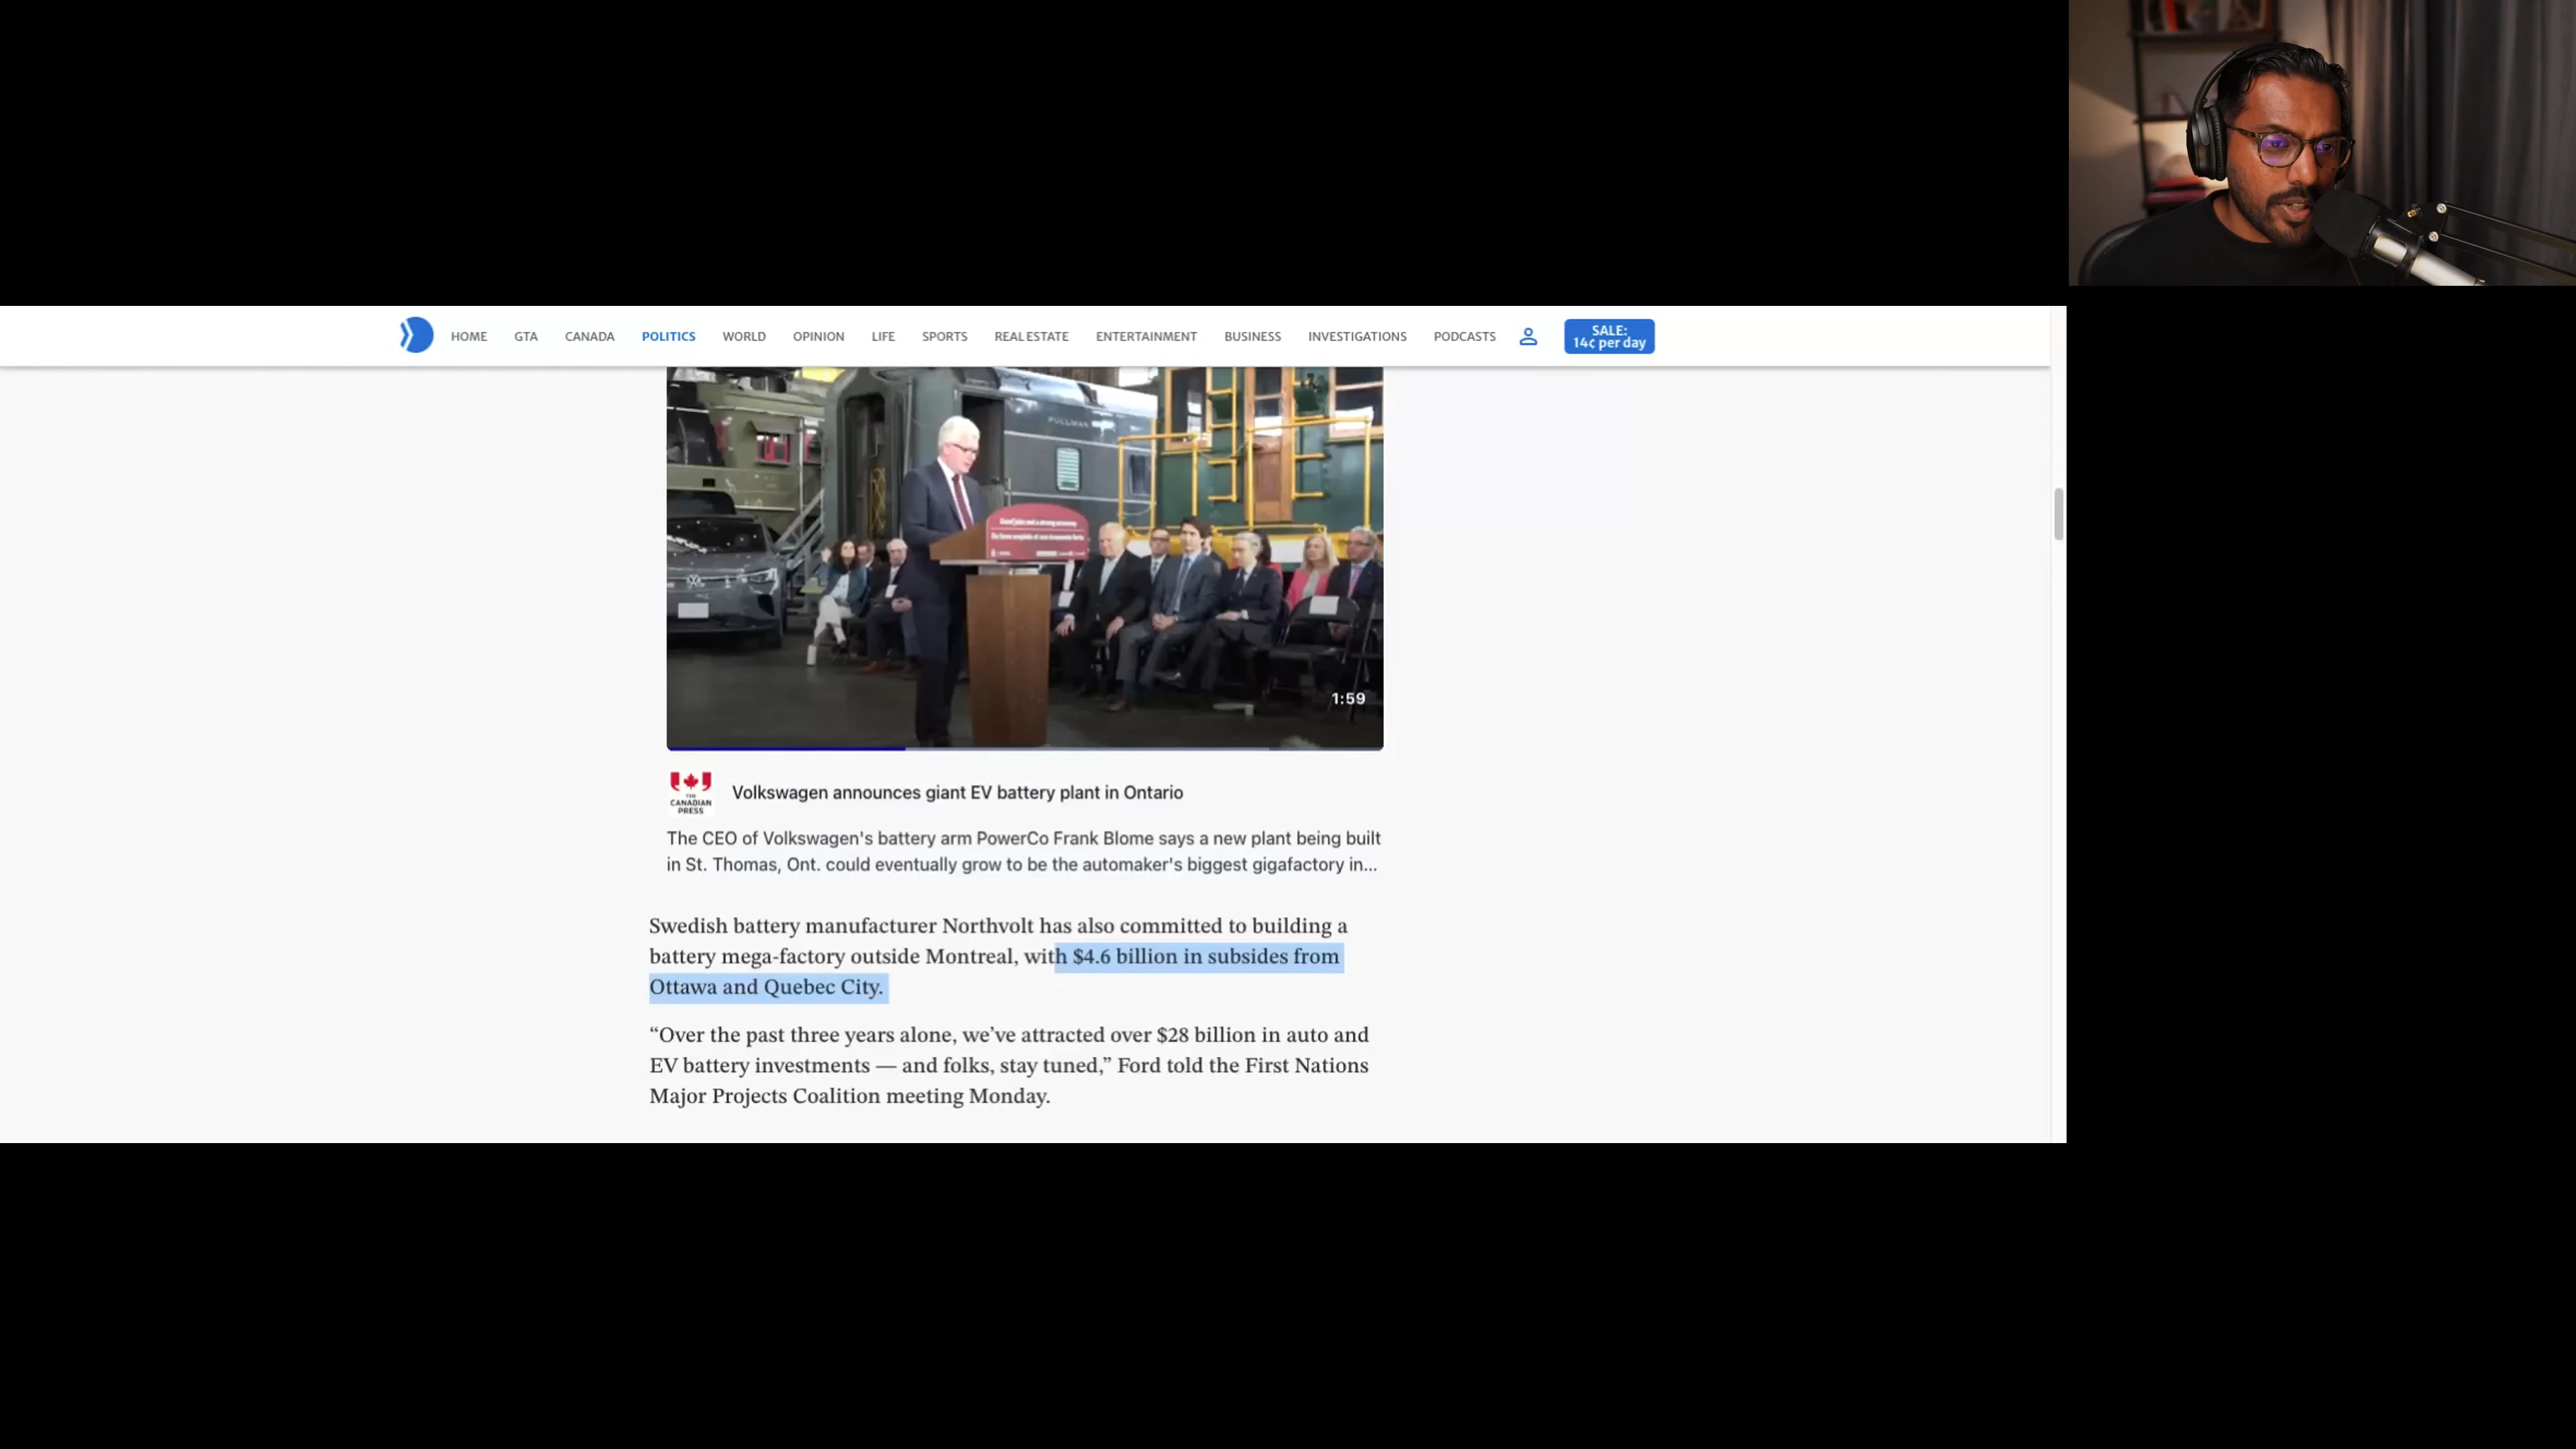 HOME GTA CANADA POLITICS WORLD OPINION LIFE SPORTS REAL ESTATE ENTERTAINMENT BUSINESS INVESTIGATIONS PODCASTS
SALE:
14¢ per day
PULLMAN
1:59
THE
CANADIAN
PRESS
Volkswagen announces giant EV battery plant in Ontario
The CEO of Volkswagen's battery arm PowerCo Frank Blome says a new plant being built
in St. Thomas, Ont. could eventually grow to be the automaker's biggest gigafactory in...
Swedish battery manufacturer Northvolt has also committed to building a
battery mega-factory outside Montreal, with $4.6 billion in subsides from
Ottawa and Quebec City.
“Over the past three years alone, we’ve attracted over $28 billion in auto and
EV battery investments — and folks, stay tuned,” Ford told the First Nations
Major Projects Coalition meeting Monday.